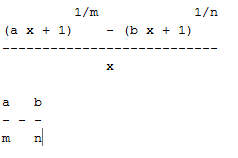 1/m 1/n
(a x + 1) - (b x + 1)
----------------------------
x
a b
- - -
m n